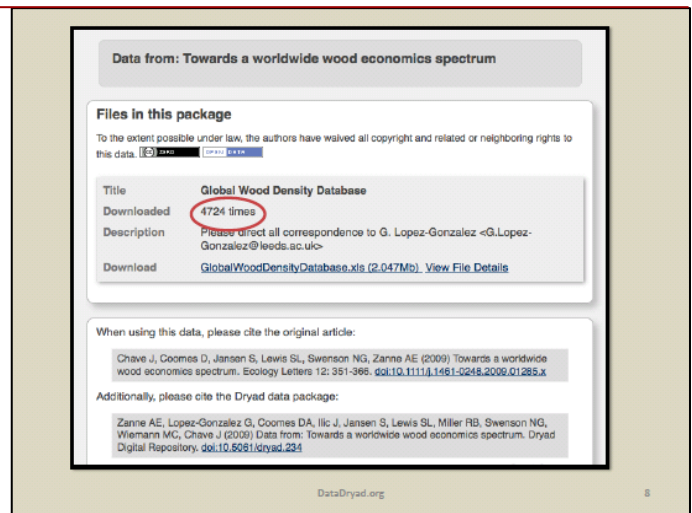 Data from: Towards a worldwide wood economics spectrum
Files in this package
To the extent possible under law, the authors have waived all copyright and related or neighboring rights to
this data. (cc) ZERO OPEN DATA
Title Global Wood Density Database
Downloaded 4724 times
Description Please direct all correspondence to G. Lopez-Gonzalez <G.Lopez-
Gonzalez@leeds.ac.uk>
Download GlobalWoodDensityDatabase.xls (2.047Mb) View File Details
When using this data, please cite the original article:
Chave J, Coomes D, Jansen S, Lewis SL, Swenson NG, Zanne AE (2009) Towards a worldwide
wood economics spectrum. Ecology Letters 12: 351-366. doi:10.1111/j.1461-0248.2009.01285.x
Additionally, please cite the Dryad data package:
Zanne AE, Lopez-Gonzalez G, Coomes DA, Ilic J, Jansen S, Lewis SL, Miller RB, Swenson NG,
Wiemann MC, Chave J (2009) Data from: Towards a worldwide wood economics spectrum. Dryad
Digital Repository. doi:10.5061/dryad.234
DataDryad.org 8